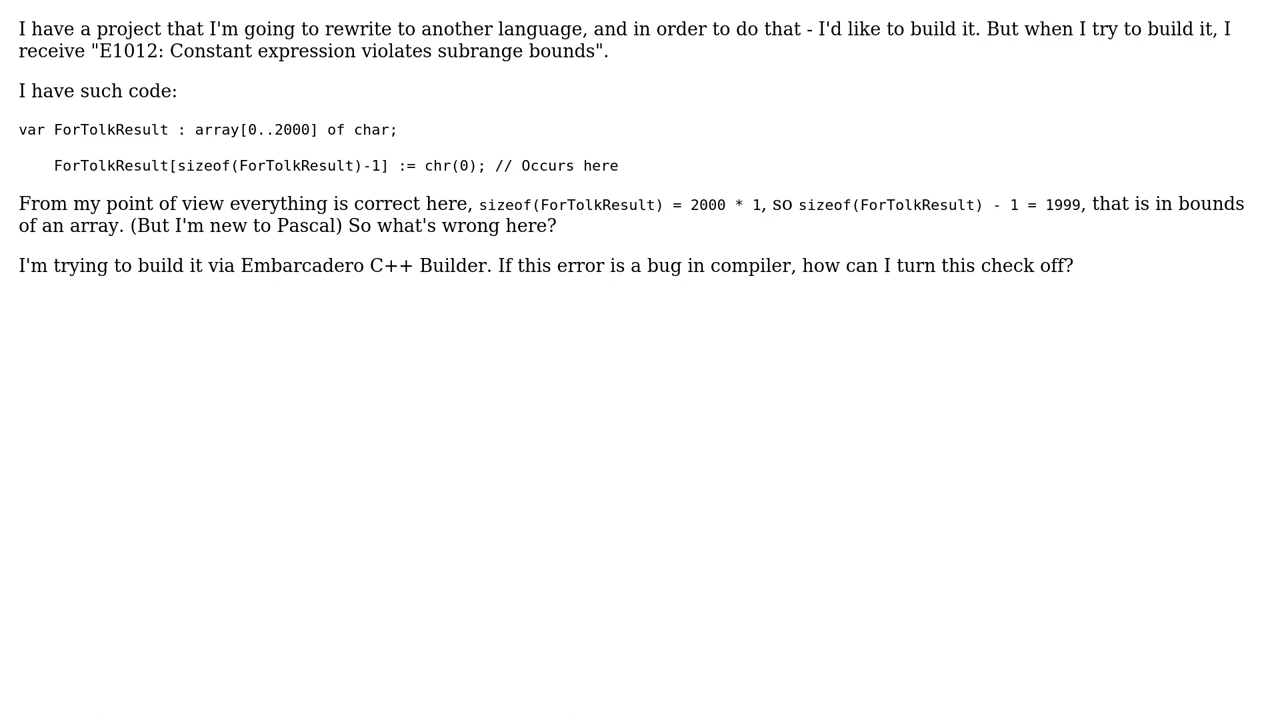 I have a project that I'm going to rewrite to another language, and in order to do that - I'd like to build it. But when I try to build it, I
receive "E1012: Constant expression violates subrange bounds".
I have such code:
var ForTolkResult : array[0..2000] of char;
ForTolkResult[sizeof(ForTolkResult)-1] := chr(0); // Occurs here
From my point of view everything is correct here, sizeof(ForTolkResult) = 2000 * 1, so sizeof(ForTolkResult) - 1 = 1999, that is in bounds
of an array. (But I'm new to Pascal) So what's wrong here?
I'm trying to build it via Embarcadero C++ Builder. If this error is a bug in compiler, how can I turn this check off?